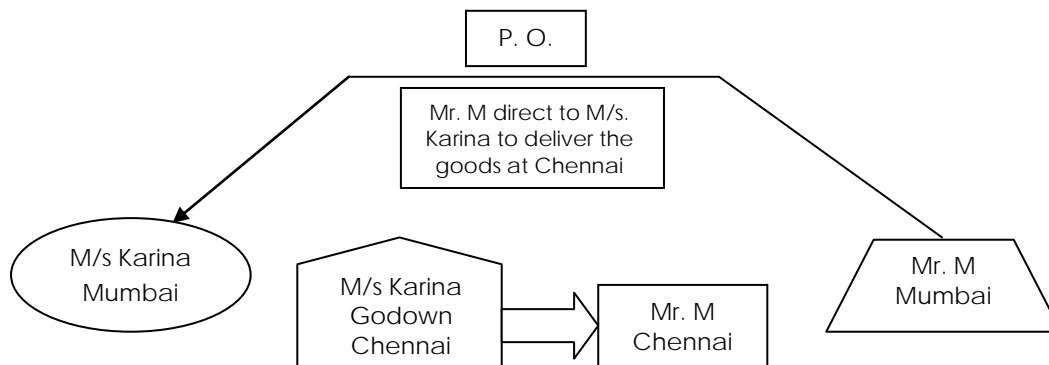 P. O.
Mr. M direct to M/s.
Karina to deliver the
goods at Chennai
M/s Karina
Mumbai
M/s Karina
Godown
Chennai
Mr. M
Chennai
Mr. M
Mumbai